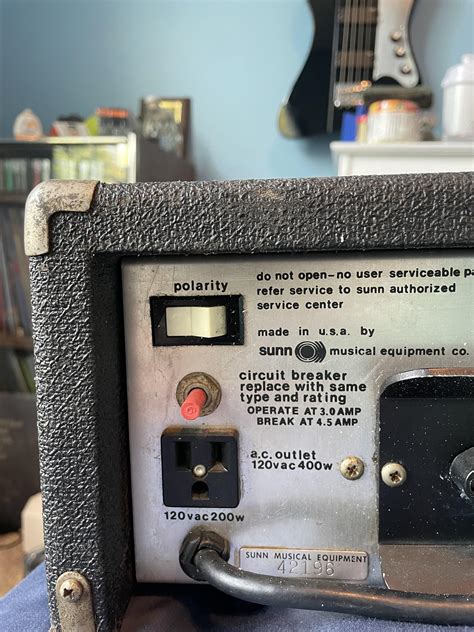 polarity
do not open-no user serviceable pa
refer service to sunn authorized
service center
made in u.s.a. by
sunn musical equipment co.
circuit breaker
replace with same
type and rating
OPERATE AT 3.0 AMP
BREAK AT 4.5 AMP
a.c. outlet
120vac 400w
120vac 200w
SUNN MUSICAL EQUIPMENT
42196